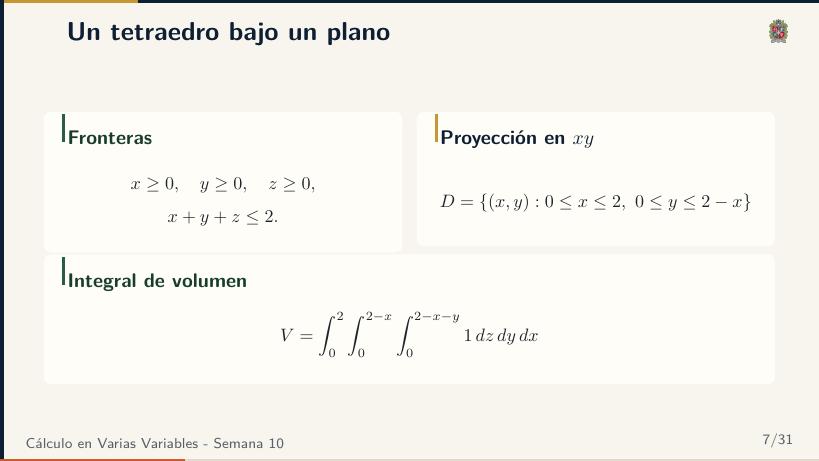 Un tetraedro bajo un plano
Fronteras
x ≥ 0, y ≥ 0, z ≥ 0,
x + y + z ≤ 2.
Proyección en xy
D = {(x, y) : 0 ≤ x ≤ 2, 0 ≤ y ≤ 2 − x}
Integral de volumen
V = ∫_0^2 ∫_0^{2−x} ∫_0^{2−x−y} 1 dz dy dx
Cálculo en Varias Variables - Semana 10
7/31